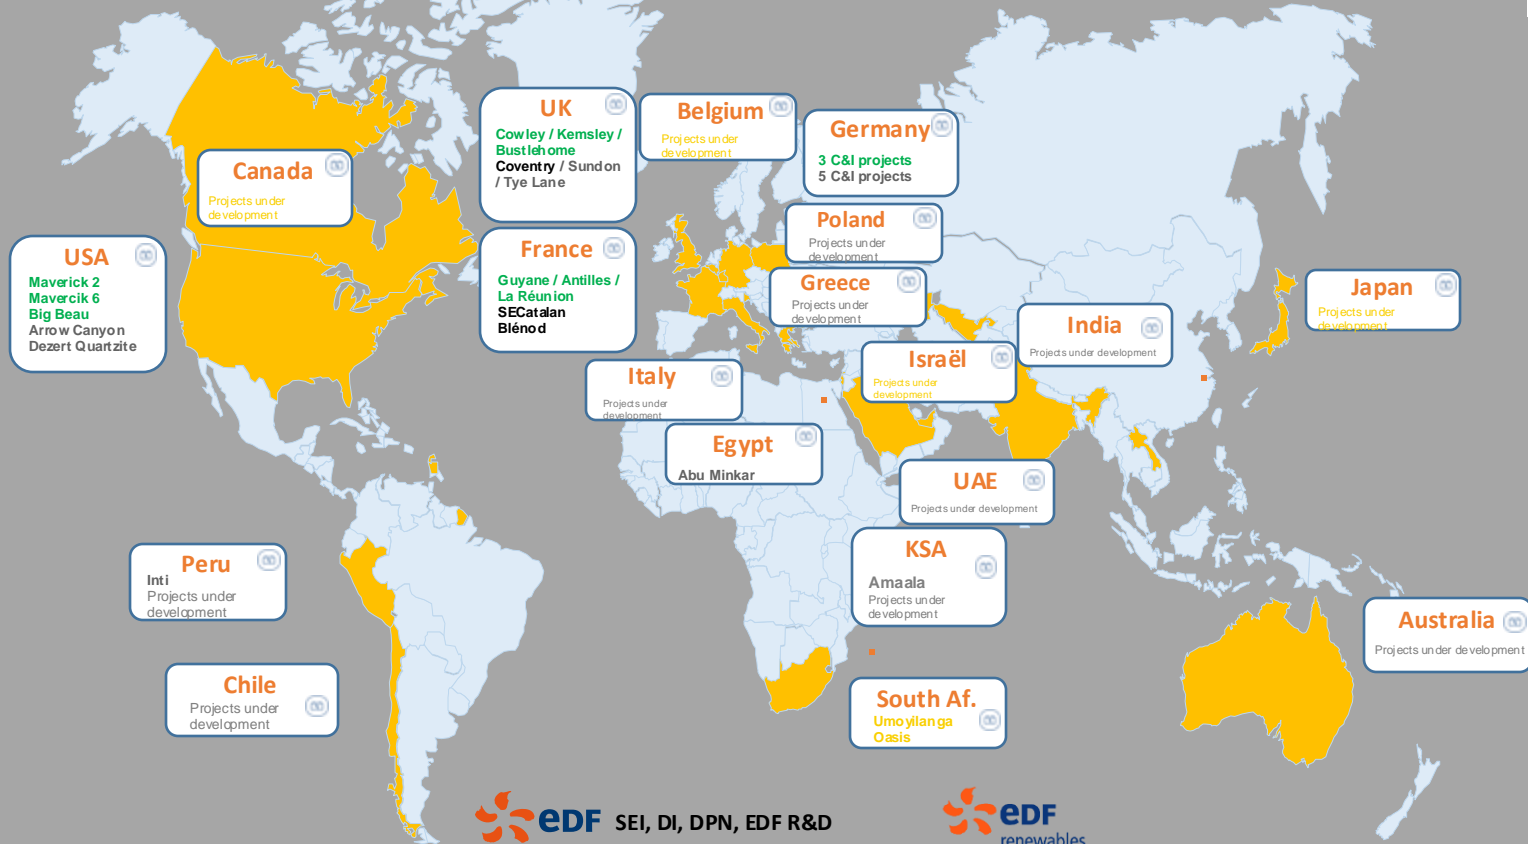 UK
Cowley / Kemsley /
Bustlehome
Coventry / Sundon
/ Tye Lane
Belgium
Projects under
development
Germany
3 C&I projects
5 C&I projects
Canada
Projects under
development
Poland
Projects under
development
USA
Maverick 2
Mavercik 6
Big Beau
Arrow Canyon
Dezert Quartzite
France
Guyane / Antilles /
La Réunion
SECatalan
Blénod
Greece
Projects under
development
Japan
Projects under
development
India
Projects under development
Israël
Projects under
development
Italy
Projects under
development
Egypt
Abu Minkar
UAE
Projects under development
KSA
Amaala
Projects under
development
Peru
Inti
Projects under
development
Australia
Projects under development
Chile
Projects under
development
South Af.
Umoyilanga
Oasis
eDF SEI, DI, DPN, EDF R&D
eDF
renewables